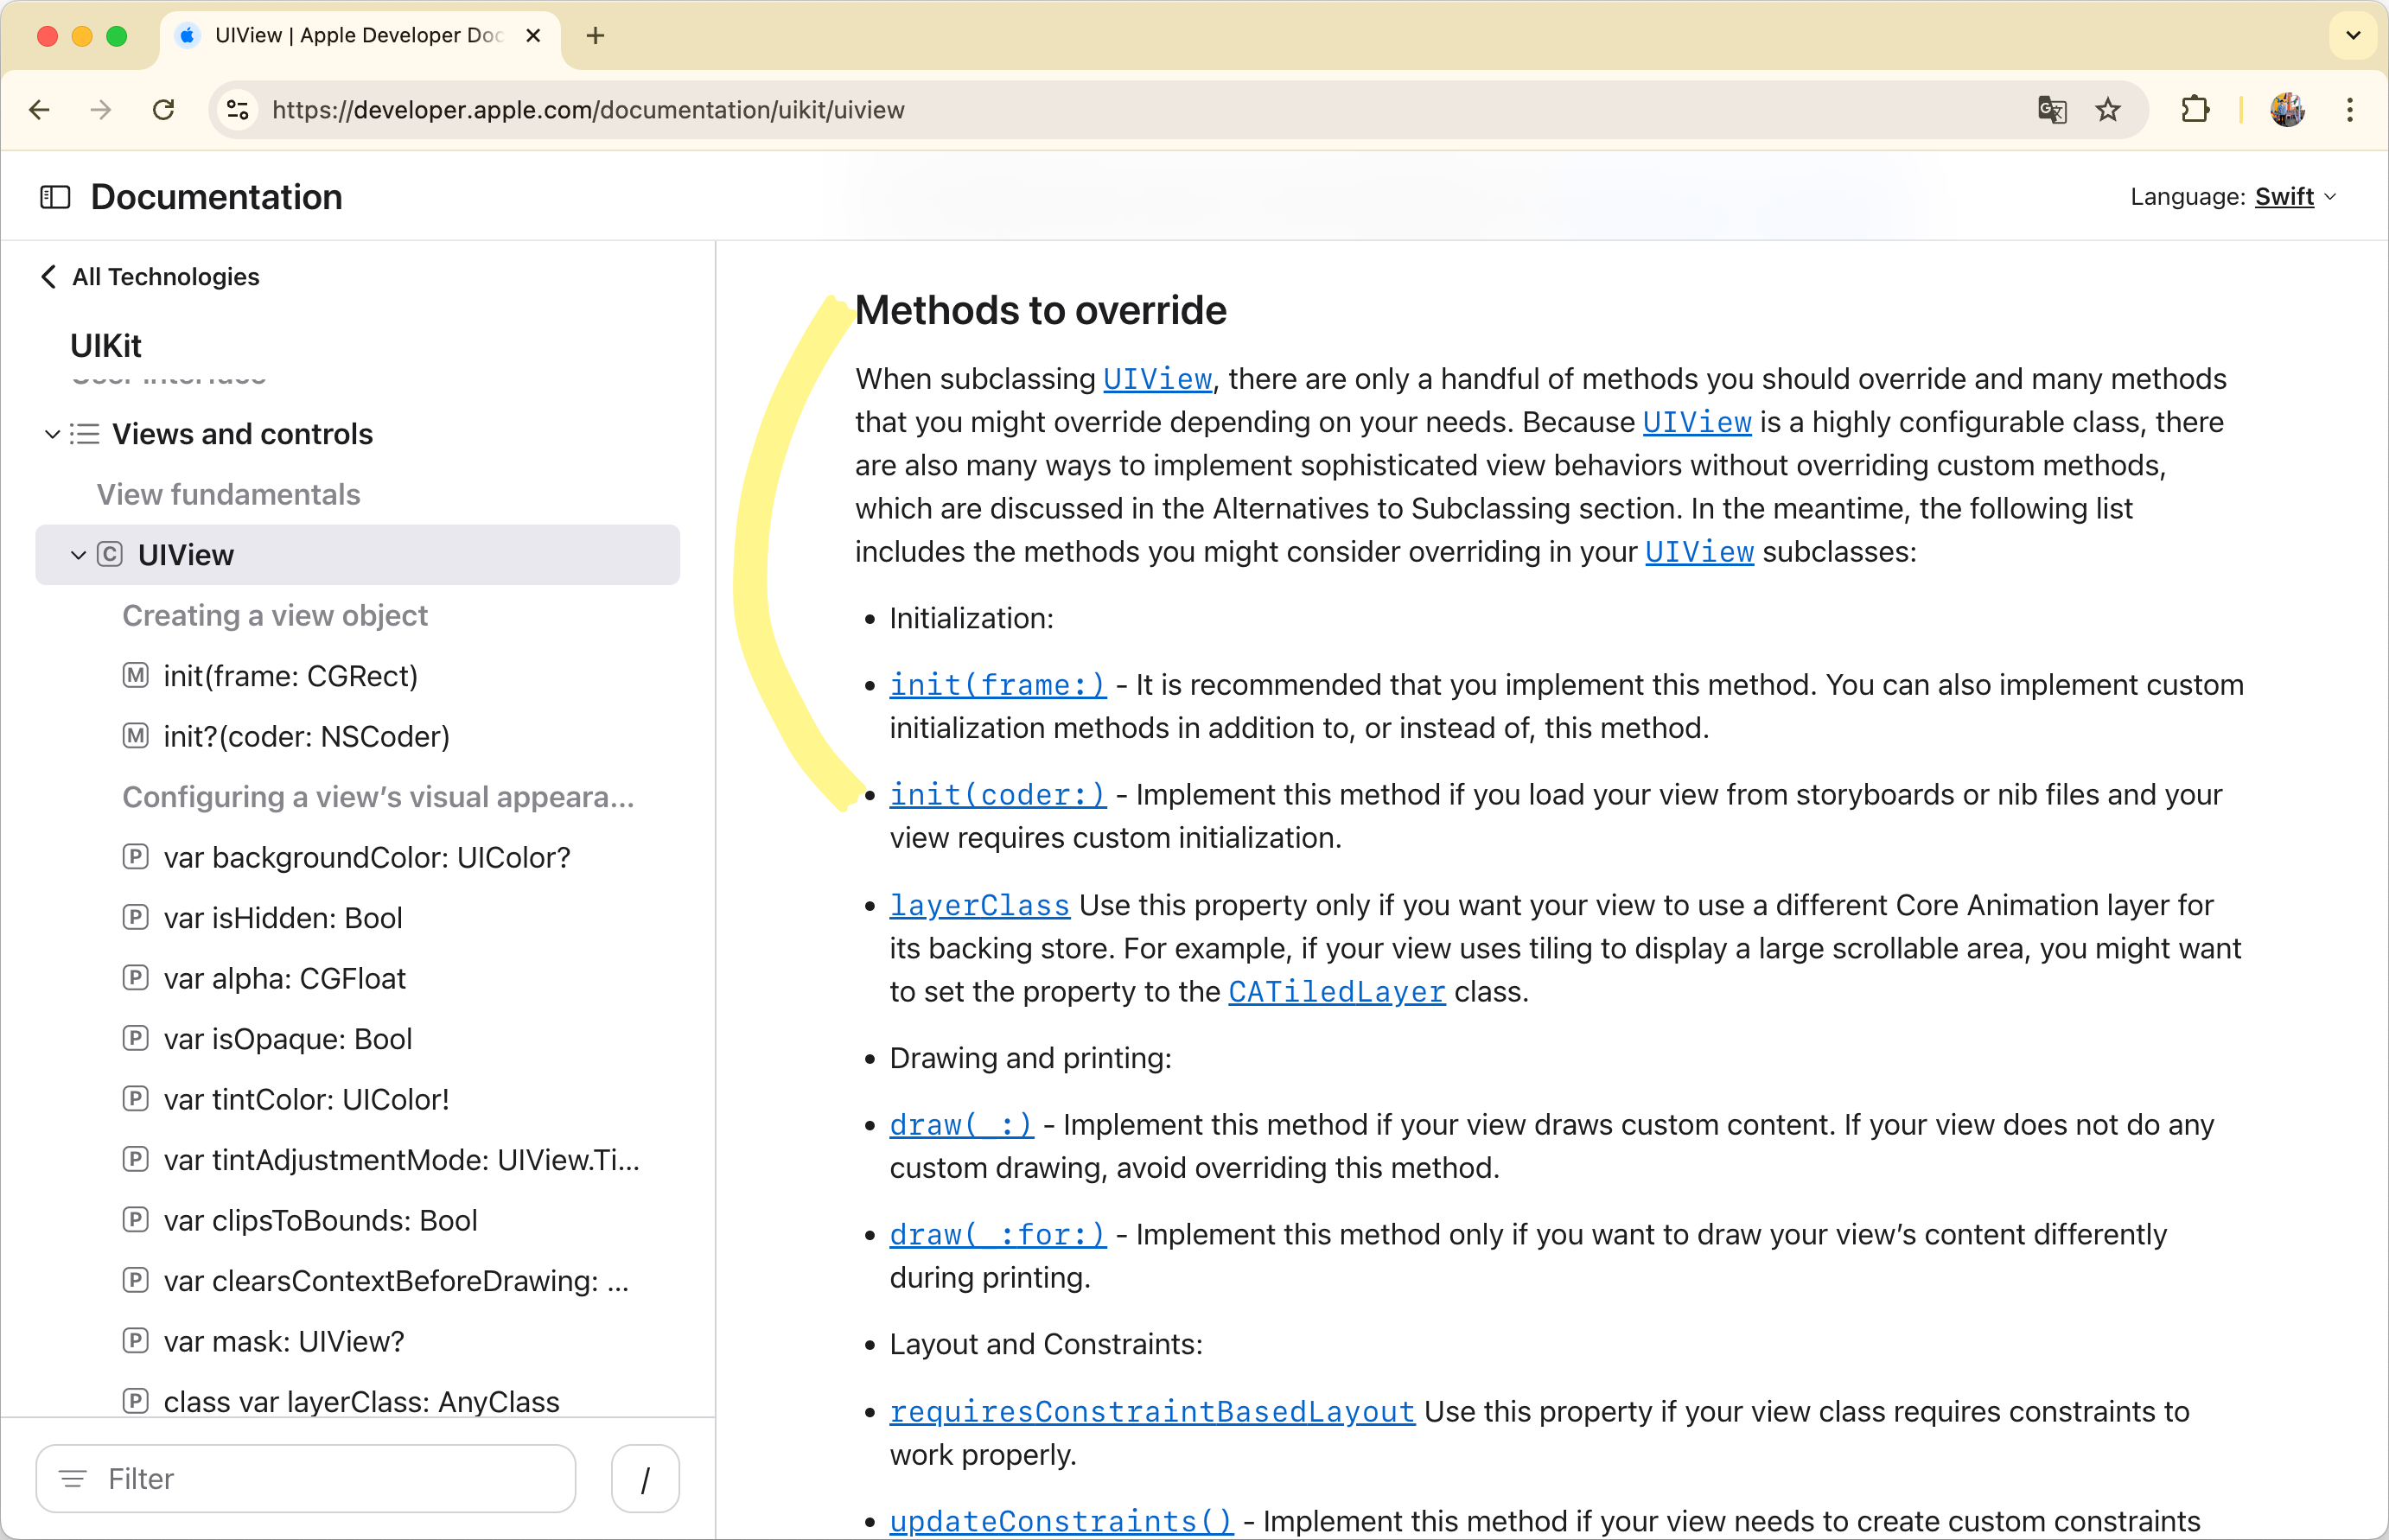 UIView | Apple Developer Doc
https://developer.apple.com/documentation/uikit/uiview
Documentation
Language: Swift
All Technologies
UIKit
Views and controls
View fundamentals
C UIView
Creating a view object
M init(frame: CGRect)
M init?(coder: NSCoder)
Configuring a view’s visual appeara...
P var backgroundColor: UIColor?
P var isHidden: Bool
P var alpha: CGFloat
P var isOpaque: Bool
P var tintColor: UIColor!
P var tintAdjustmentMode: UIView.Ti...
P var clipsToBounds: Bool
P var clearsContextBeforeDrawing: ...
P var mask: UIView?
P class var layerClass: AnyClass
Filter
/
Methods to override
When subclassing UIView, there are only a handful of methods you should override and many methods
that you might override depending on your needs. Because UIView is a highly configurable class, there
are also many ways to implement sophisticated view behaviors without overriding custom methods,
which are discussed in the Alternatives to Subclassing section. In the meantime, the following list
includes the methods you might consider overriding in your UIView subclasses:
• Initialization:
• init(frame:) - It is recommended that you implement this method. You can also implement custom
initialization methods in addition to, or instead of, this method.
• init(coder:) - Implement this method if you load your view from storyboards or nib files and your
view requires custom initialization.
• layerClass Use this property only if you want your view to use a different Core Animation layer for
its backing store. For example, if your view uses tiling to display a large scrollable area, you might want
to set the property to the CATiledLayer class.
• Drawing and printing:
• draw(_:) - Implement this method if your view draws custom content. If your view does not do any
custom drawing, avoid overriding this method.
• draw(_:for:) - Implement this method only if you want to draw your view’s content differently
during printing.
• Layout and Constraints:
• requiresConstraintBasedLayout Use this property if your view class requires constraints to
work properly.
• updateConstraints() - Implement this method if your view needs to create custom constraints